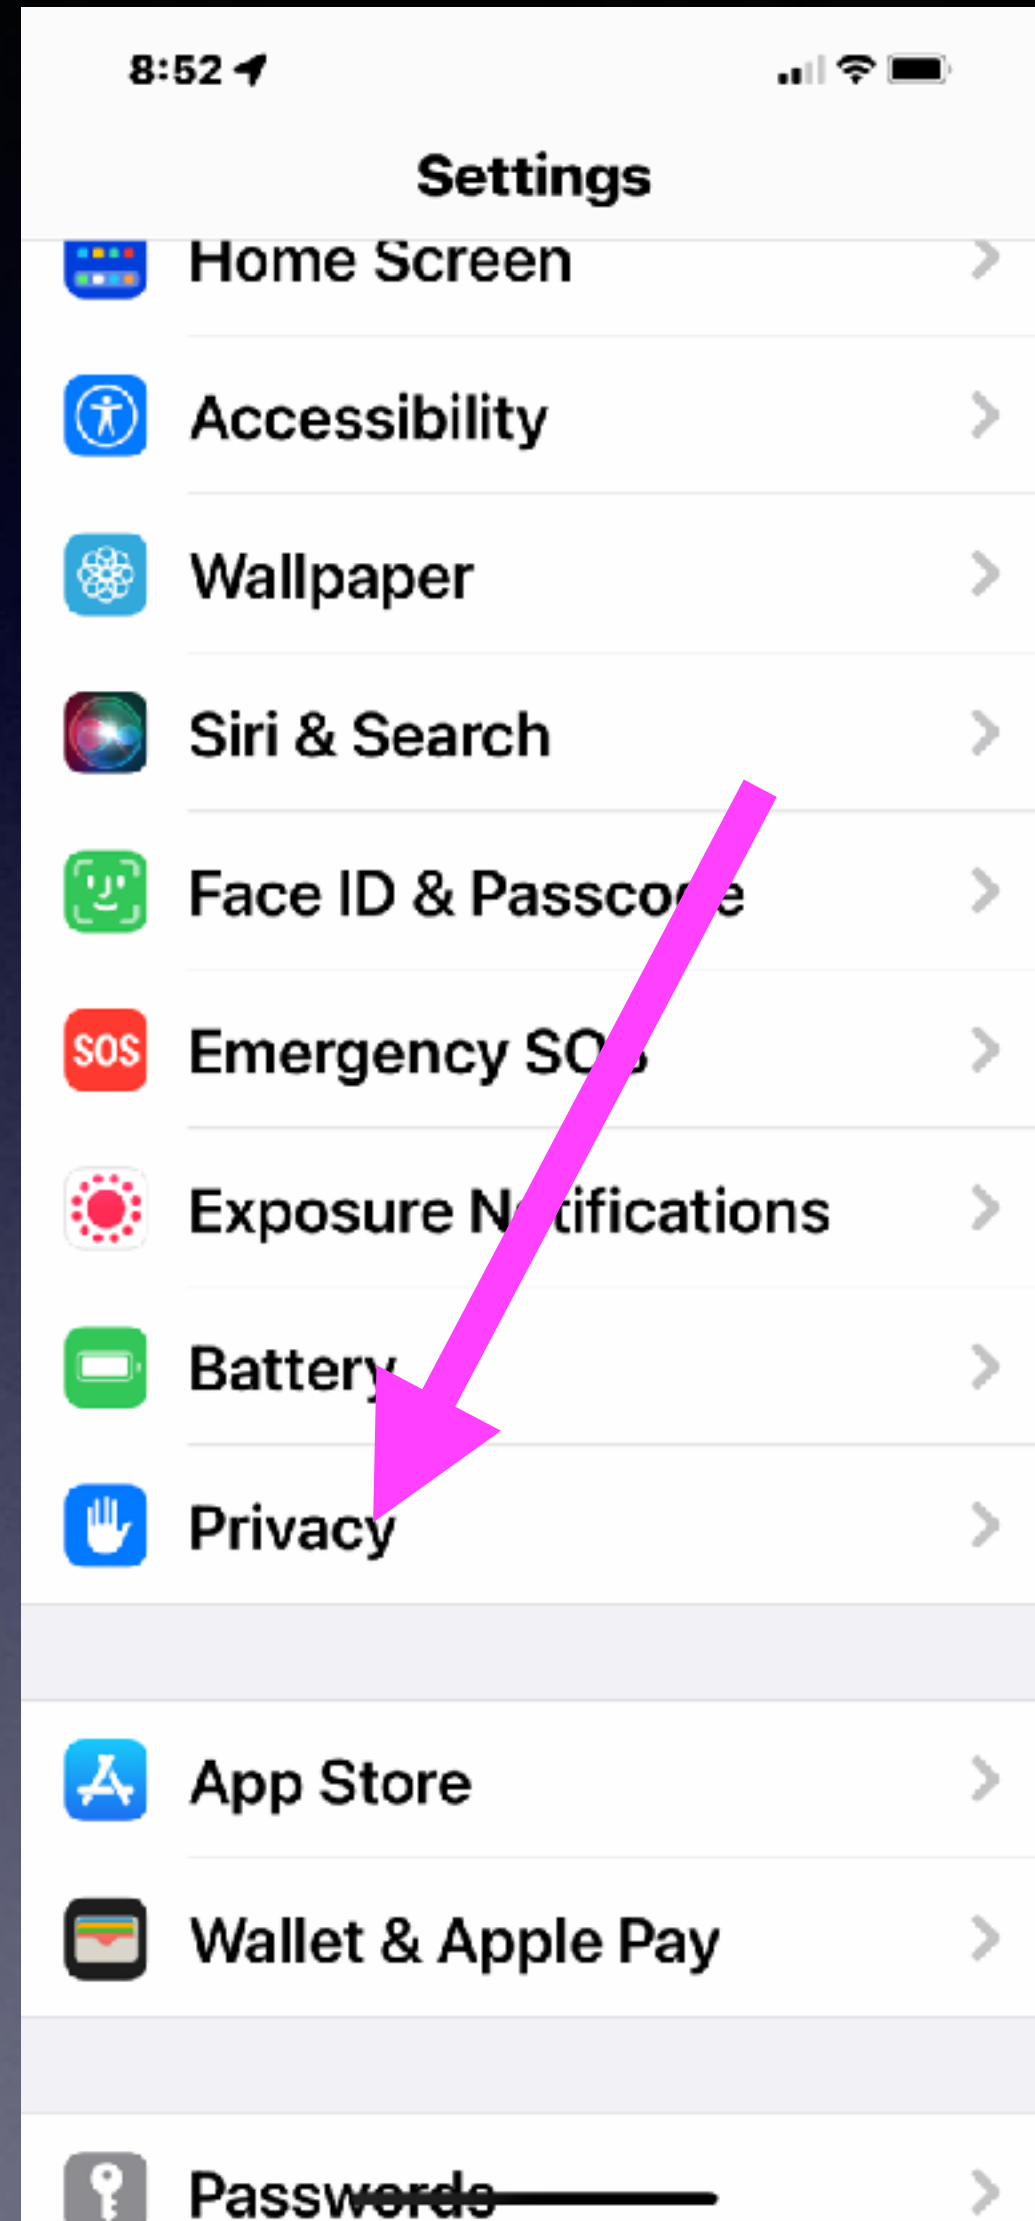 8:52
Settings
Home Screen
Accessibility
Wallpaper
Siri & Search
Face ID & Passcode
SOS Emergency SOS
Exposure Notifications
Battery
Privacy
App Store
Wallet & Apple Pay
Passwords